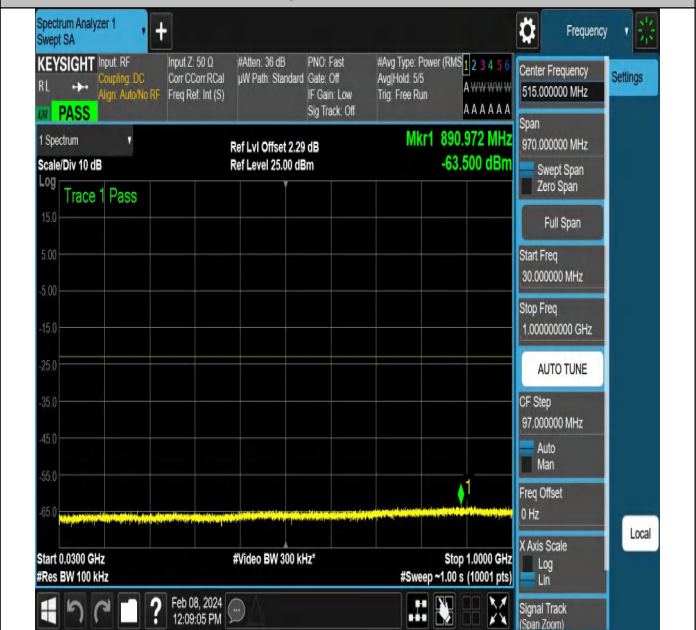 Spectrum Analyzer 1
Swept SA
+
Frequency
KEYSIGHT
RL
PASS
Input: RF
Coupling: DC
Align: Auto/No RF
Input Z: 50 Ω
Corr CCorr RCal
Freq Ref: Int (S)
#Atten: 36 dB
µW Path: Standard
PNO: Fast
Gate: Off
IF Gain: Low
Sig Track: Off
#Avg Type: Power (RMS
Avg|Hold: 5/5
Trig: Free Run
1 2 3 4 5 6
A W W W W W
A A A A A A
Center Frequency
515.000000 MHz
Settings
Span
970.000000 MHz
Swept Span
Zero Span
Full Span
Start Freq
30.000000 MHz
Stop Freq
1.000000000 GHz
AUTO TUNE
CF Step
97.000000 MHz
Auto
Man
Freq Offset
0 Hz
X Axis Scale
Log
Lin
Signal Track
(Span Zoom)
Local
1 Spectrum
Scale/Div 10 dB
Log
Ref Lvl Offset 2.29 dB
Ref Level 25.00 dBm
Mkr1 890.972 MHz
-63.500 dBm
Trace 1 Pass
15.0
5.00
-5.00
-15.0
-25.0
-35.0
-45.0
-55.0
-65.0
1
Start 0.0300 GHz
#Res BW 100 kHz
#Video BW 300 kHz*
Stop 1.0000 GHz
#Sweep ~1.00 s (10001 pts)
?
Feb 08, 2024
12:09:05 PM